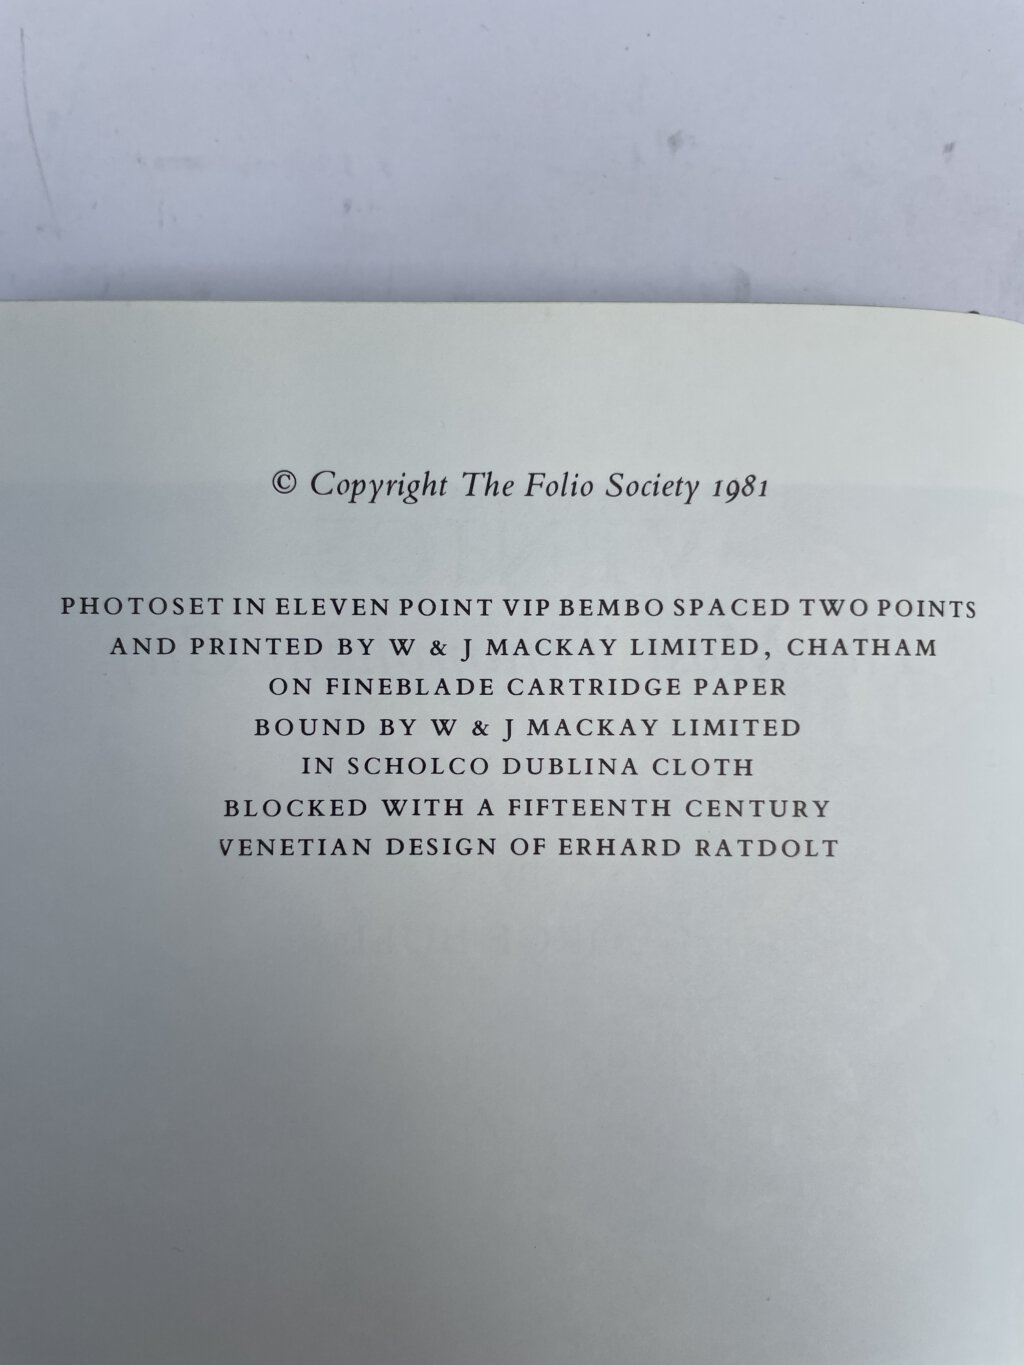 © Copyright The Folio Society 1981
PHOTOSET IN ELEVEN POINT VIP BEMBO SPACED TWO POINTS
AND PRINTED BY W & J MACKAY LIMITED, CHATHAM
ON FINEBLADE CARTRIDGE PAPER
BOUND BY W & J MACKAY LIMITED
IN SCHOLCO DUBLINA CLOTH
BLOCKED WITH A FIFTEENTH CENTURY
VENETIAN DESIGN OF ERHARD RATDOLT